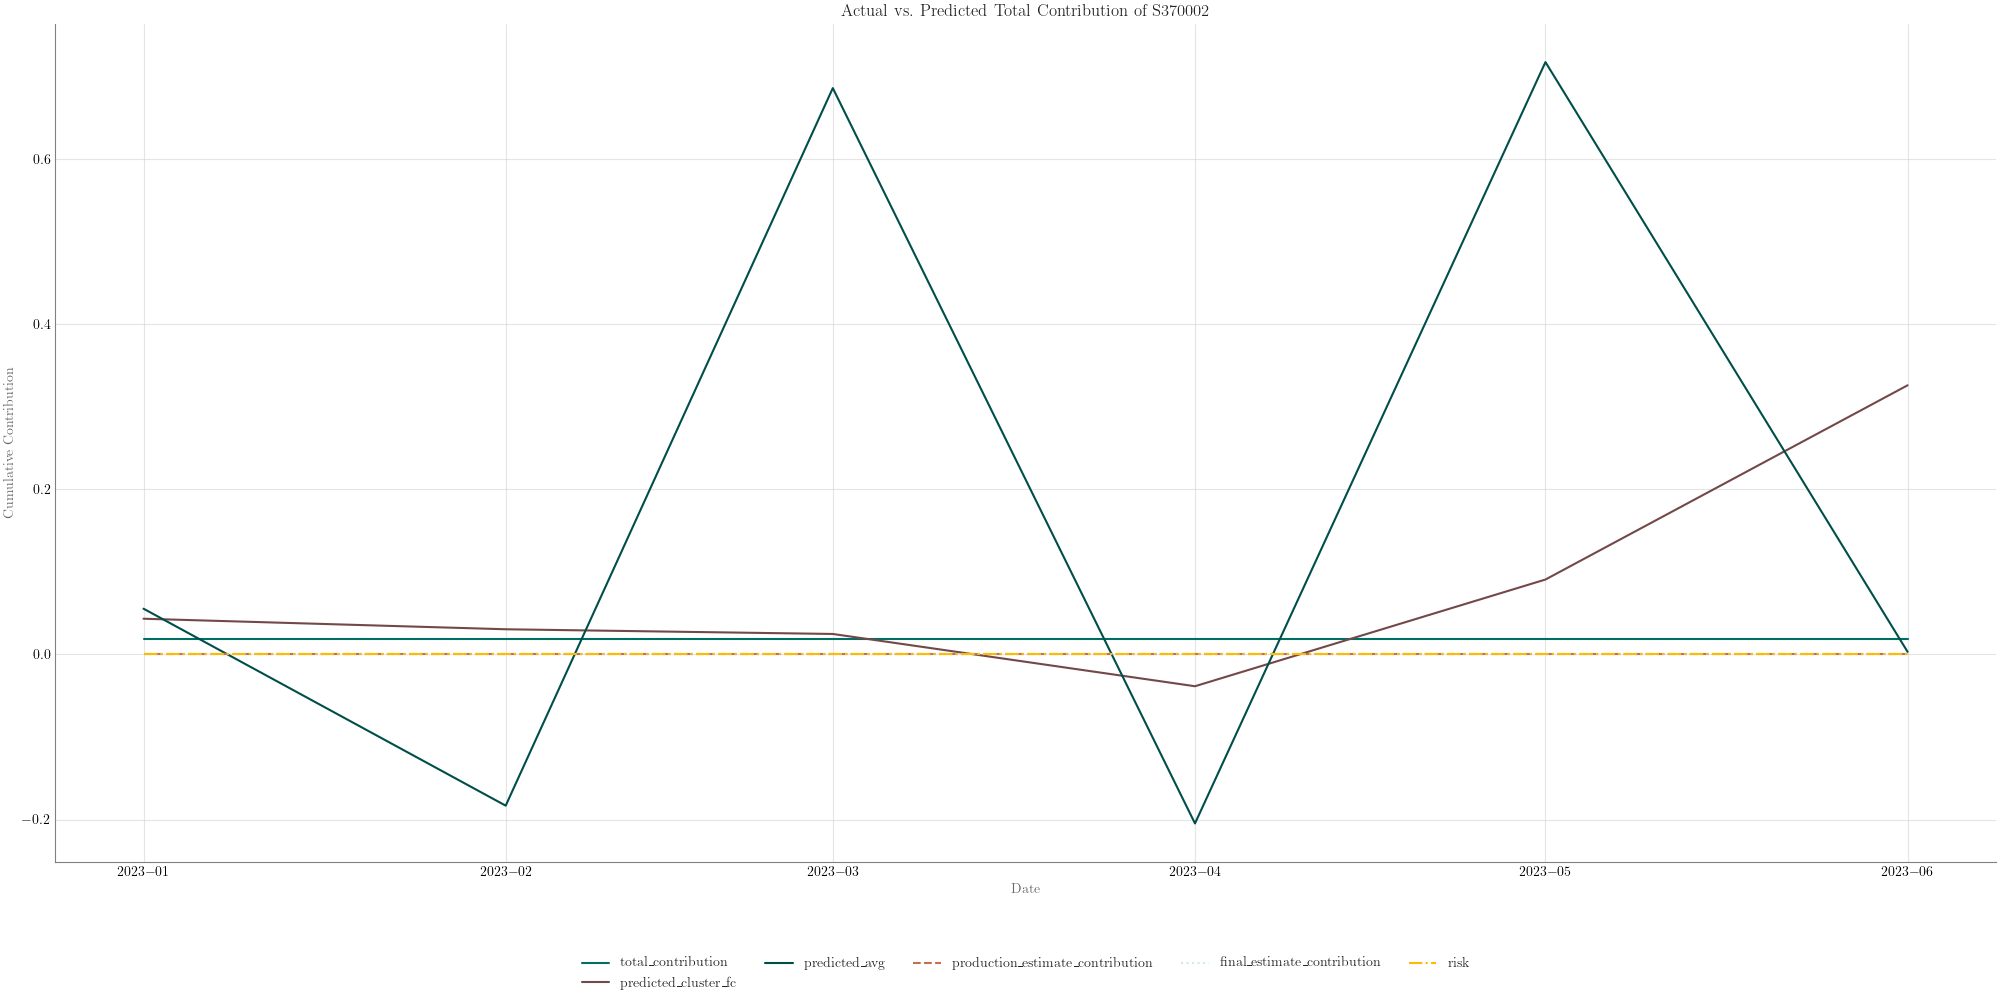 Actual vs. Predicted Total Contribution of S370002
Cumulative Contribution
0.6
0.4
0.2
0.0
−0.2
2023−01 2023−02 2023−03 2023−04 2023−05 2023−06
Date
total_contribution predicted_avg production_estimate_contribution final_estimate_contribution risk
predicted_cluster_fc